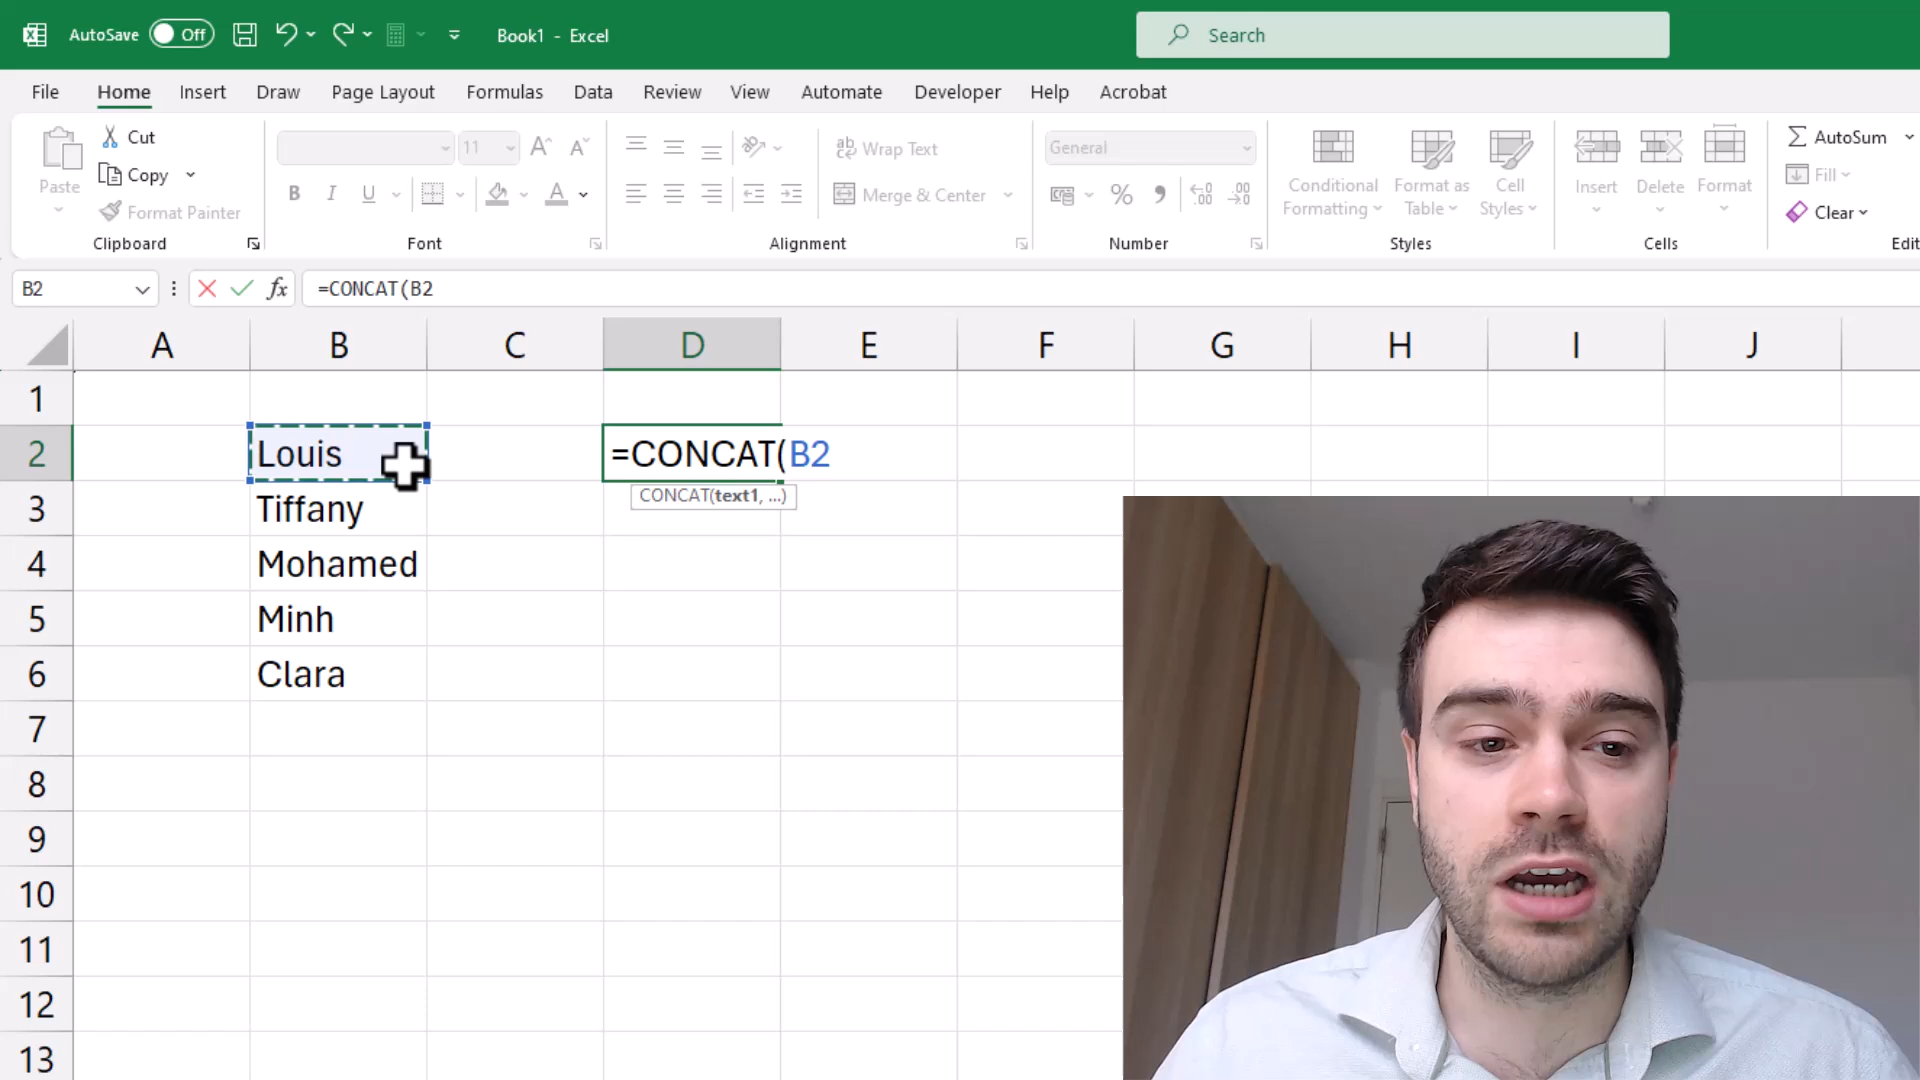 AutoSave Off Book1 - Excel Search
File Home Insert Draw Page Layout Formulas Data Review View Automate Developer Help Acrobat
Paste Cut Copy Format Painter Clipboard
11 A^ A B I U A Font
ab Wrap Text Merge & Center Alignment
General % , Number
Conditional Formatting Format as Table Cell Styles Styles
Insert Delete Format Cells
AutoSum Fill Clear Edit
B2 fx =CONCAT(B2
A B C D E F G H I J
1
2 Louis =CONCAT(B2
CONCAT(text1, ...)
3 Tiffany
4 Mohamed
5 Minh
6 Clara
7
8
9
10
11
12
13